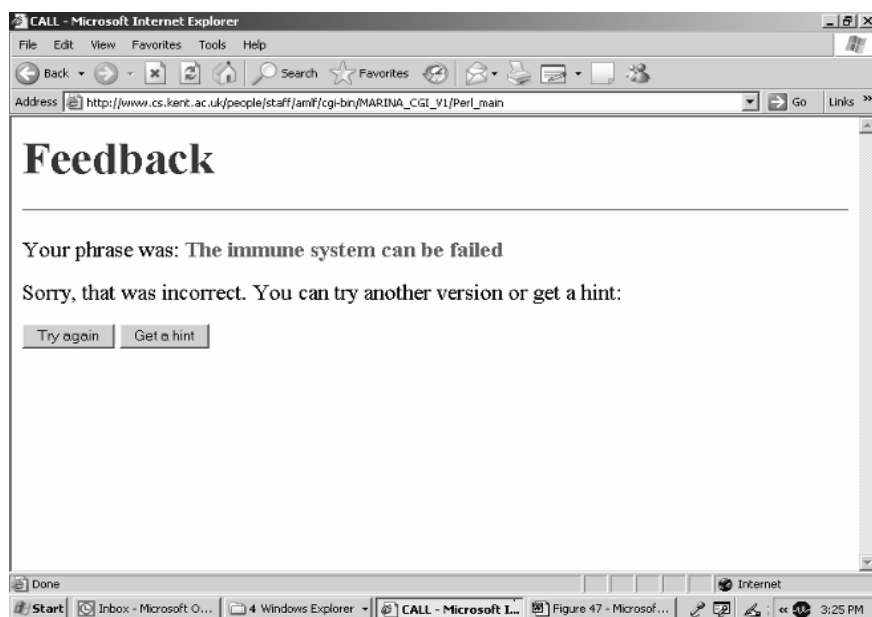 CALL - Microsoft Internet Explorer
File Edit View Favorites Tools Help
Back Search Favorites
Address http://www.cs.kent.ac.uk/people/staff/amlf/cgi-bin/MARINA_CGI_V1/Perl_main Go Links »
Feedback
Your phrase was: The immune system can be failed
Sorry, that was incorrect. You can try another version or get a hint:
Try again Get a hint
Done Internet
Start Inbox - Microsoft O... 4 Windows Explorer CALL - Microsoft I... Figure 47 - Microsof... « 3:25 PM